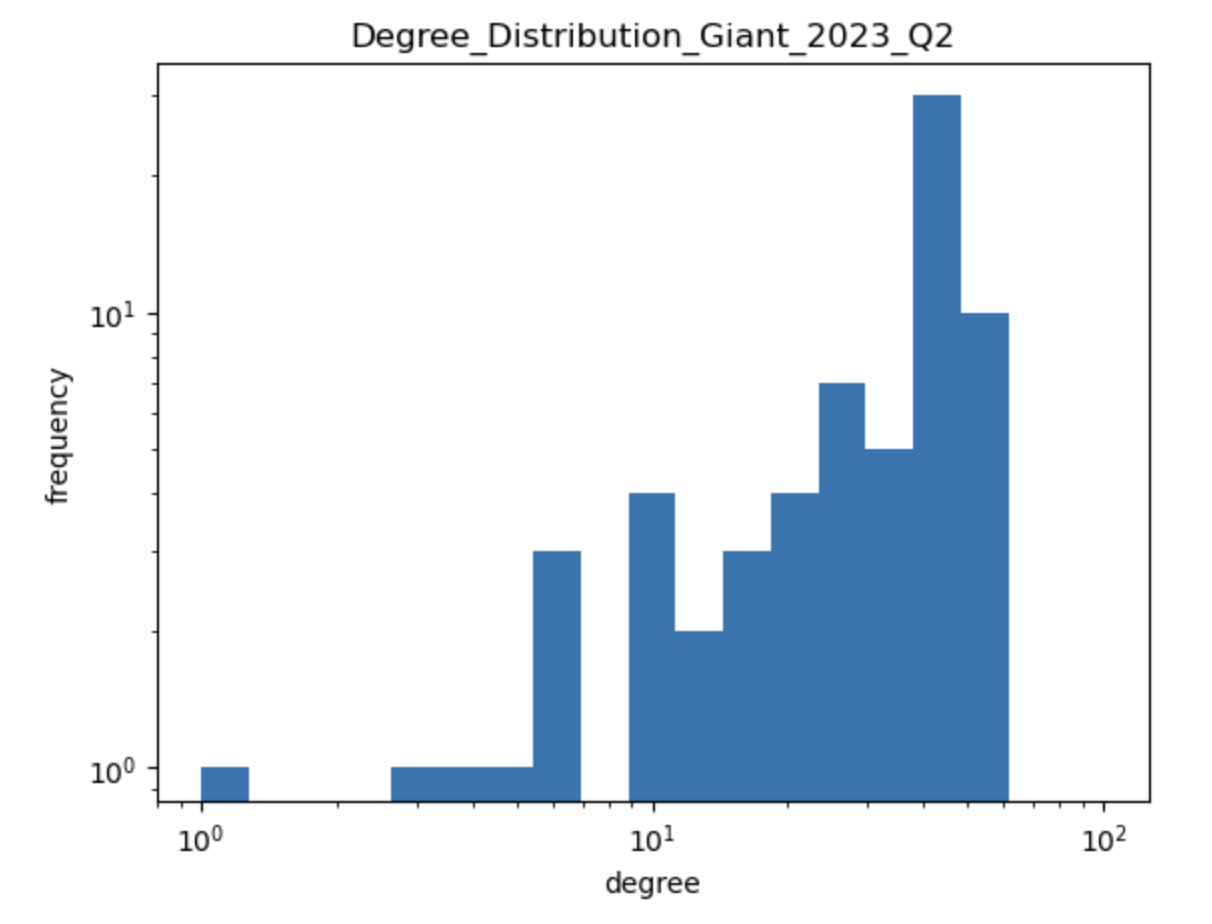 Degree_Distribution_Giant_2023_Q2
frequency
10¹
10⁰
10⁰ 10¹ 10²
degree